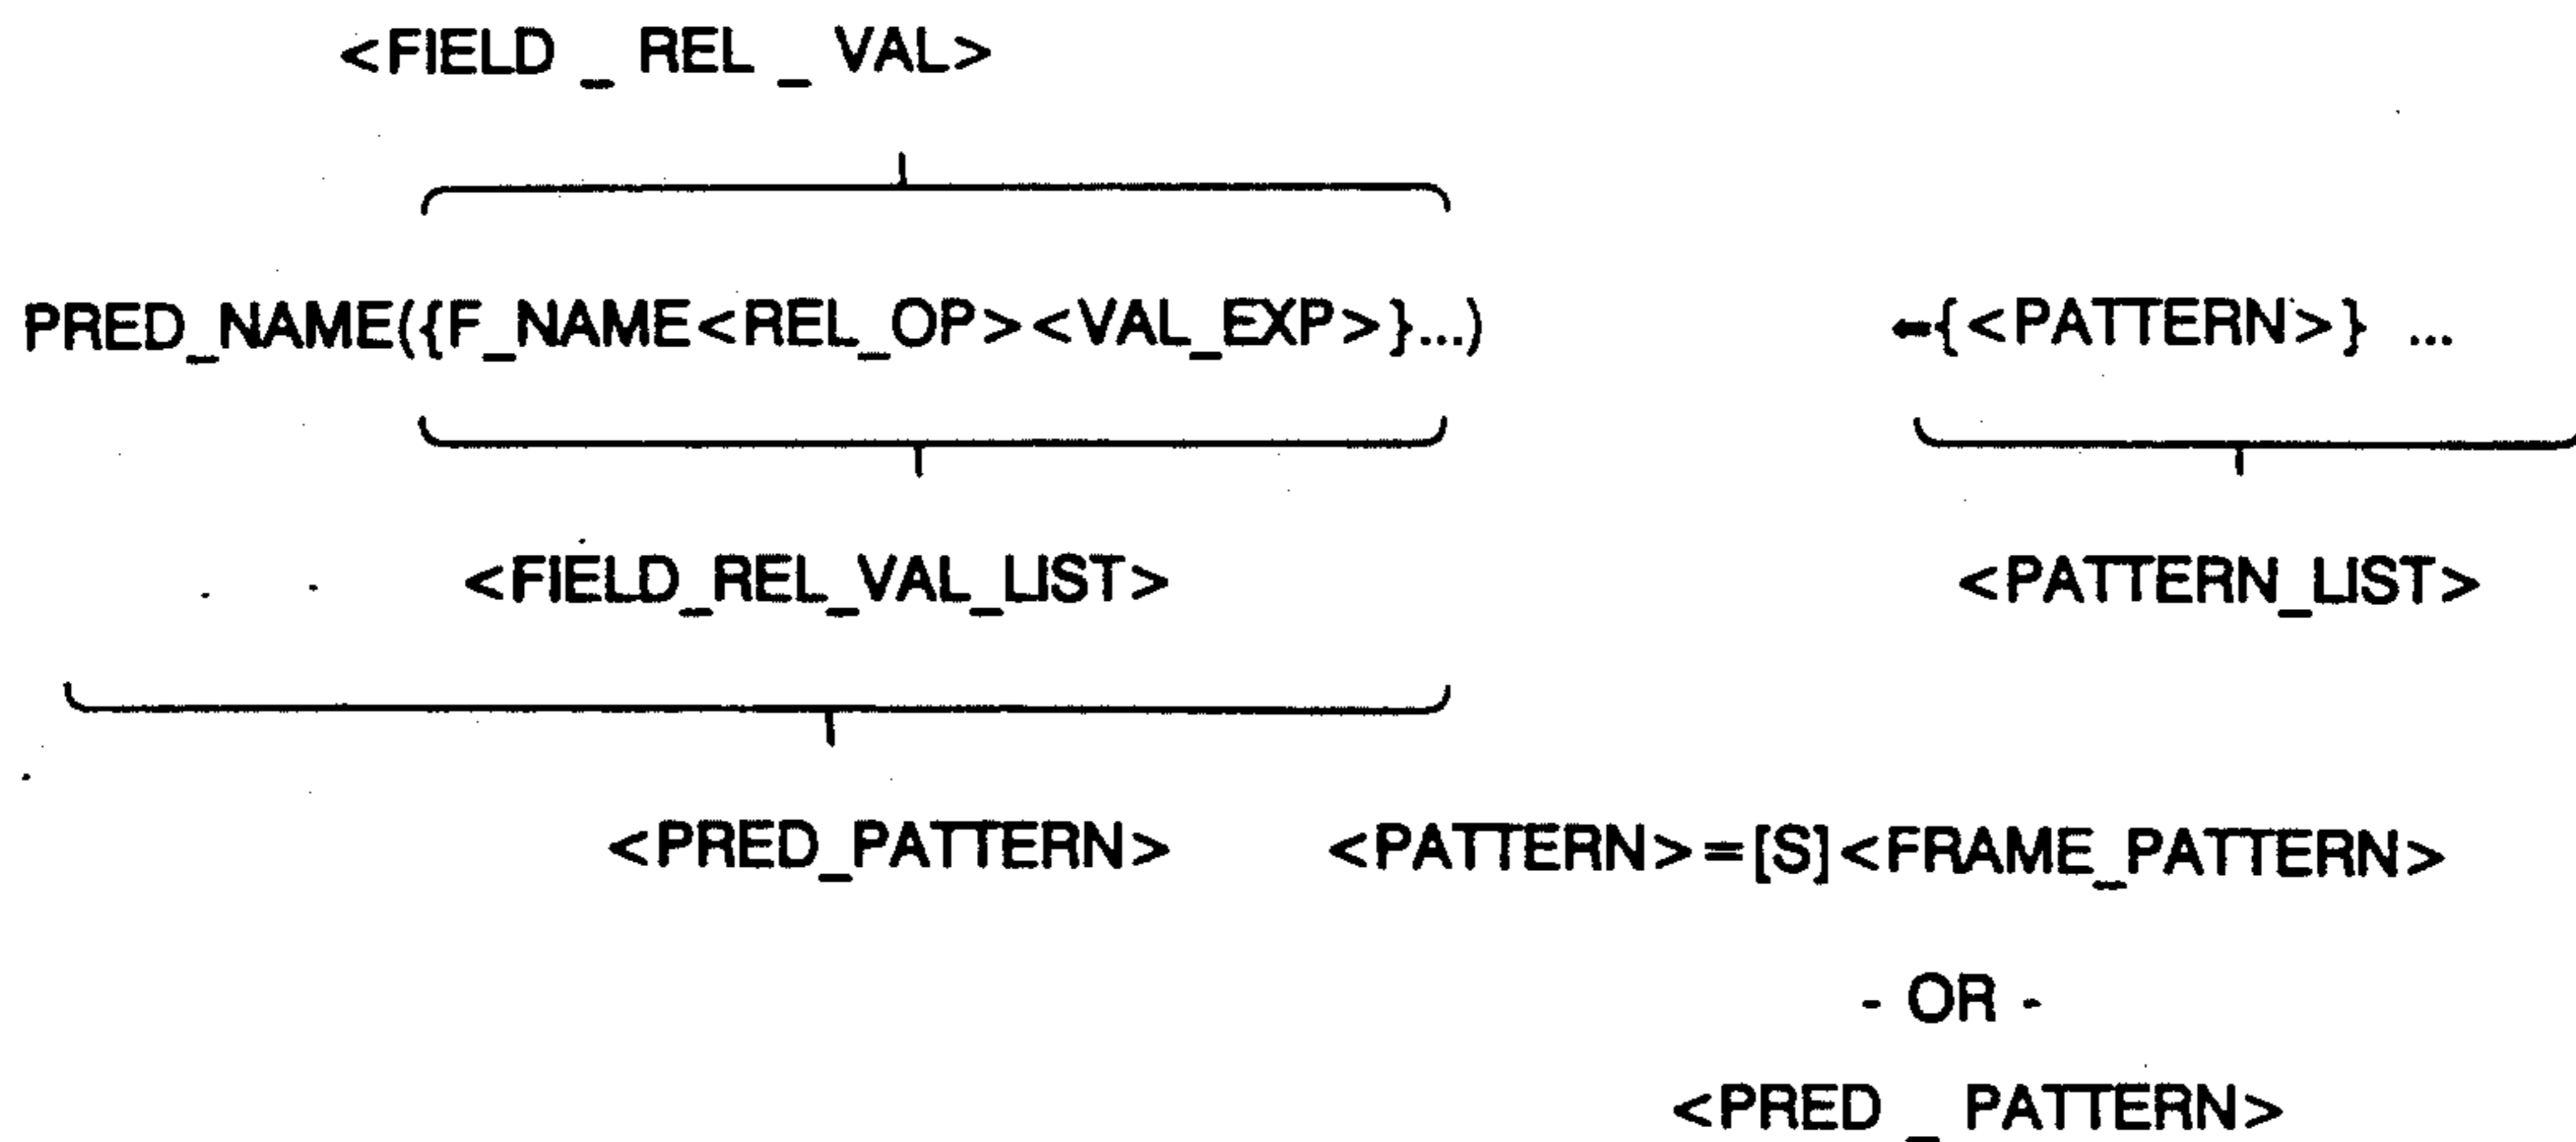 <FIELD _ REL _ VAL>
PRED_NAME({F_NAME<REL_OP><VAL_EXP>}...) ←{<PATTERN>} ...
<FIELD_REL_VAL_LIST> <PATTERN_LIST>
<PRED_PATTERN> <PATTERN>=[S]<FRAME_PATTERN>
- OR -
<PRED _ PATTERN>